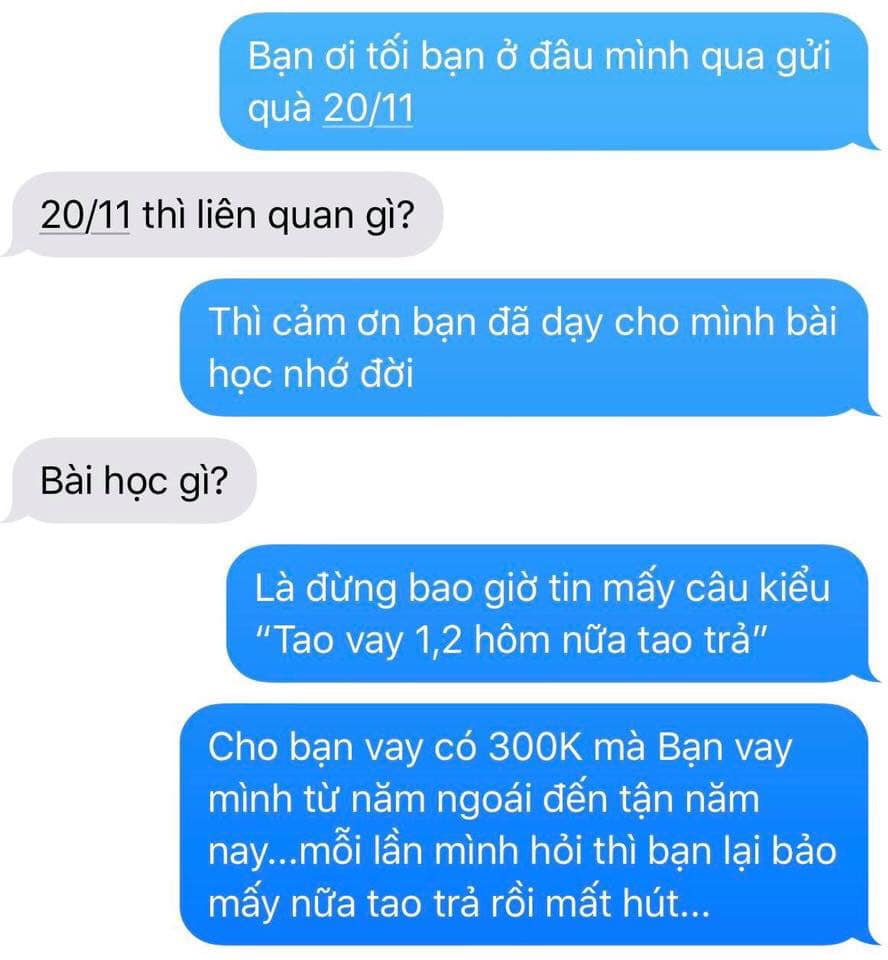 Bạn ơi tối bạn ở đâu mình qua gửi
quà 20/11
20/11 thì liên quan gì?
Thì cảm ơn bạn đã dạy cho mình bài
học nhớ đời
Bài học gì?
Là đừng bao giờ tin mấy câu kiểu
“Tao vay 1,2 hôm nữa tao trả”
Cho bạn vay có 300K mà Bạn vay
mình từ năm ngoái đến tận năm
nay...mỗi lần mình hỏi thì bạn lại bảo
mấy nữa tao trả rồi mất hút...